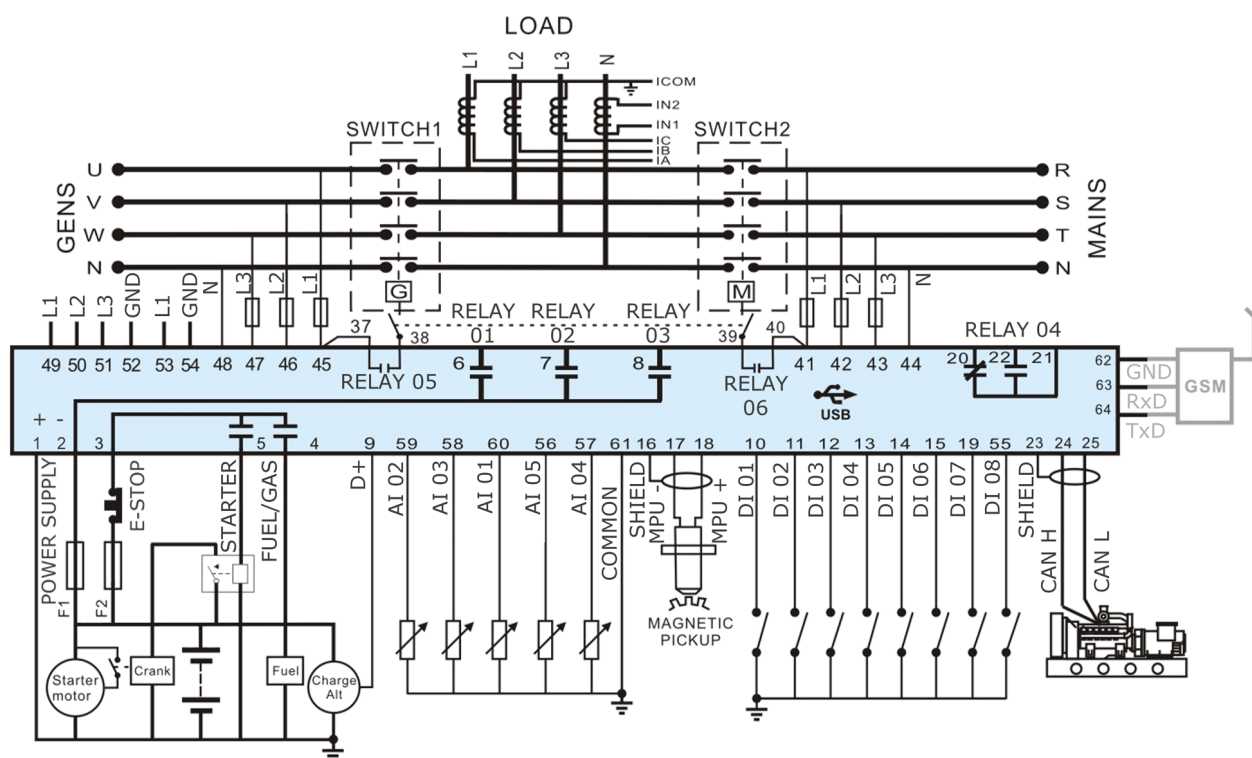 LOAD
L1 L2 L3 N
ICOM
IN2
IN1
IC
IB
IA
SWITCH1 SWITCH2
GENS
U
V
W
N
R
S
T
N
MAINS
G M
L1 L2 L3 GND L1 GND N L3 L2 L1
37 38
RELAY RELAY RELAY
01 02 03
39 40
L1 L2 L3 N
RELAY 04
49 50 51 52 53 54 48 47 46 45
RELAY 05
6 7 8
RELAY
06
41 42 43 44
USB
20 22 21
62
63
64
GND
RxD
TxD
GSM
+ -
1 2 3 5 4 9 59 58 60 56 57 61 16 17 18 10 11 12 13 14 15 19 55 23 24 25
POWER SUPPLY
E-STOP
STARTER
FUEL/GAS
D+
AI 02
AI 03
AI 01
AI 05
AI 04
COMMON
SHIELD
MPU -
MPU +
DI 01
DI 02
DI 03
DI 04
DI 05
DI 06
DI 07
DI 08
SHIELD
CAN H
CAN L
F1 F2
MAGNETIC
PICKUP
Starter
motor
Crank
Fuel
Charge
Alt